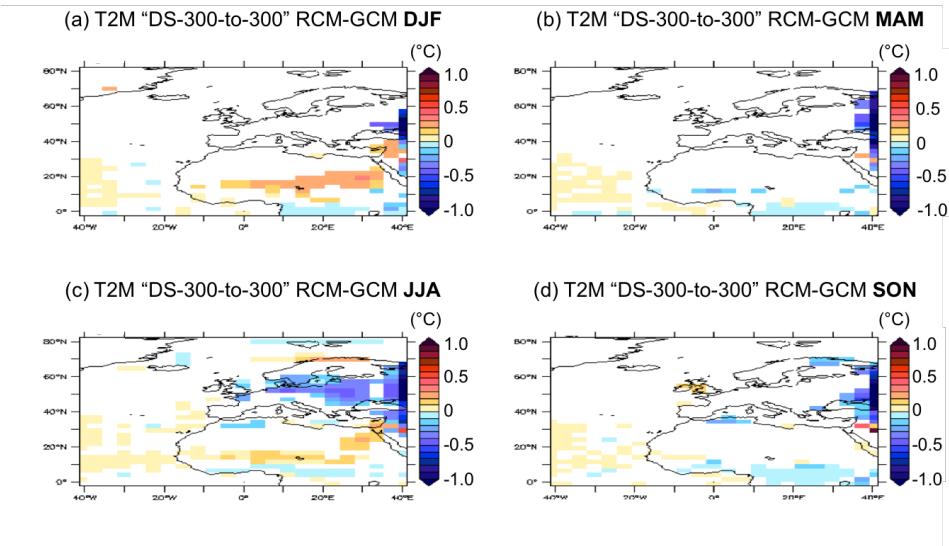 (a) T2M “DS-300-to-300” RCM-GCM DJF
(°C)
80°N
60°N
40°N
20°N
0°
40°W
20°W
0°
20°E
40°E
1.0
0.5
0
-0.5
-1.0
(b) T2M “DS-300-to-300” RCM-GCM MAM
(°C)
80°N
60°N
40°N
20°N
0°
40°W
20°W
0°
20°E
40°E
1.0
0.5
0
-0.5
-1.0
(c) T2M “DS-300-to-300” RCM-GCM JJA
(°C)
80°N
60°N
40°N
20°N
0°
40°W
20°W
0°
20°E
40°E
1.0
0.5
0
-0.5
-1.0
(d) T2M “DS-300-to-300” RCM-GCM SON
(°C)
80°N
60°N
40°N
20°N
0°
40°W
20°W
0°
20°E
40°E
1.0
0.5
0
-0.5
-1.0